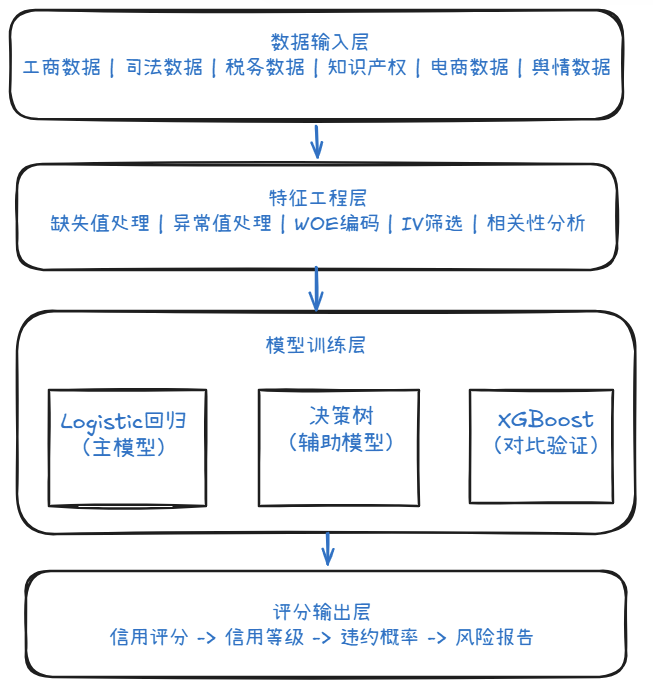 数据输入层
工商数据 | 司法数据 | 税务数据 | 知识产权 | 电商数据 | 舆情数据
特征工程层
缺失值处理 | 异常值处理 | WOE编码 | IV筛选 | 相关性分析
模型训练层
Logistic回归
（主模型）
决策树
（辅助模型）
XGBoost
（对比验证）
评分输出层
信用评分 -> 信用等级 -> 违约概率 -> 风险报告